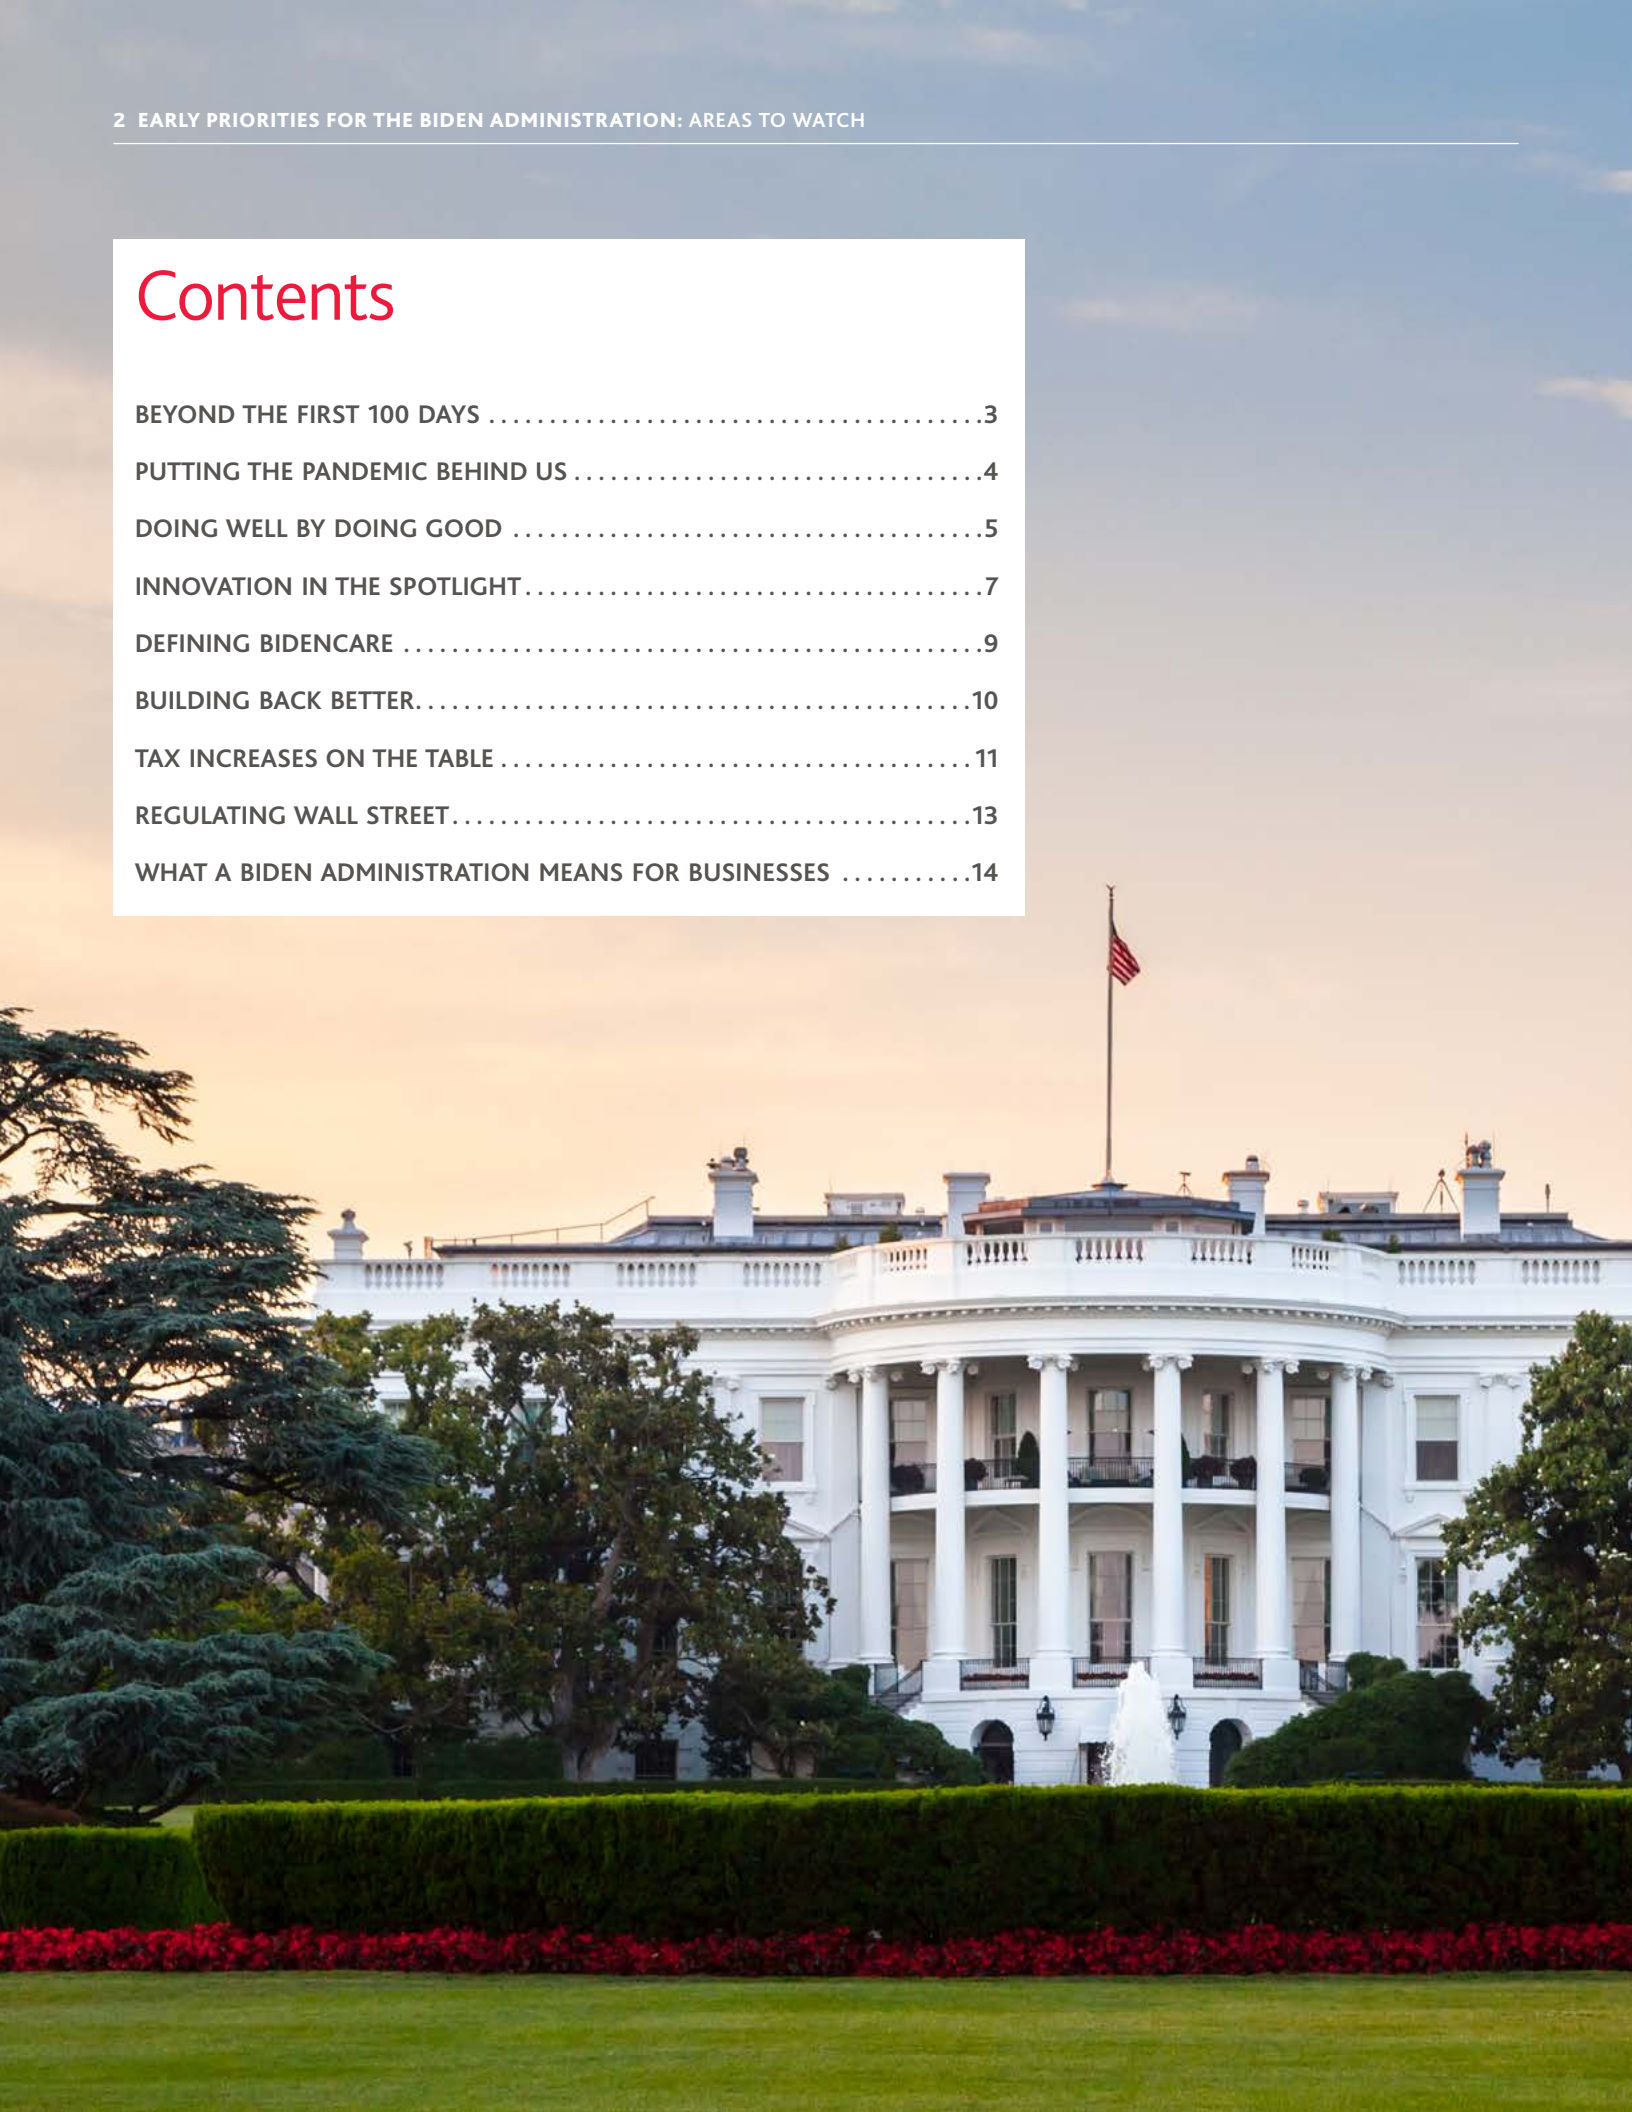 2 EARLY PRIORITIES FOR THE BIDEN ADMINISTRATION: AREAS TO WATCH
Contents
BEYOND THE FIRST 100 DAYS . . . . . . . . . . . . . . . . . . . . . . . . . . . . . . . . . . . . . . . . .3
PUTTING THE PANDEMIC BEHIND US . . . . . . . . . . . . . . . . . . . . . . . . . . . . . . . . . .4
DOING WELL BY DOING GOOD . . . . . . . . . . . . . . . . . . . . . . . . . . . . . . . . . . . . . . .5
INNOVATION IN THE SPOTLIGHT. . . . . . . . . . . . . . . . . . . . . . . . . . . . . . . . . . . . . .7
DEFINING BIDENCARE . . . . . . . . . . . . . . . . . . . . . . . . . . . . . . . . . . . . . . . . . . . . . . . .9
BUILDING BACK BETTER. . . . . . . . . . . . . . . . . . . . . . . . . . . . . . . . . . . . . . . . . . . . . .10
TAX INCREASES ON THE TABLE . . . . . . . . . . . . . . . . . . . . . . . . . . . . . . . . . . . . . . . 11
REGULATING WALL STREET. . . . . . . . . . . . . . . . . . . . . . . . . . . . . . . . . . . . . . . . . . .13
WHAT A BIDEN ADMINISTRATION MEANS FOR BUSINESSES . . . . . . . . . . .14